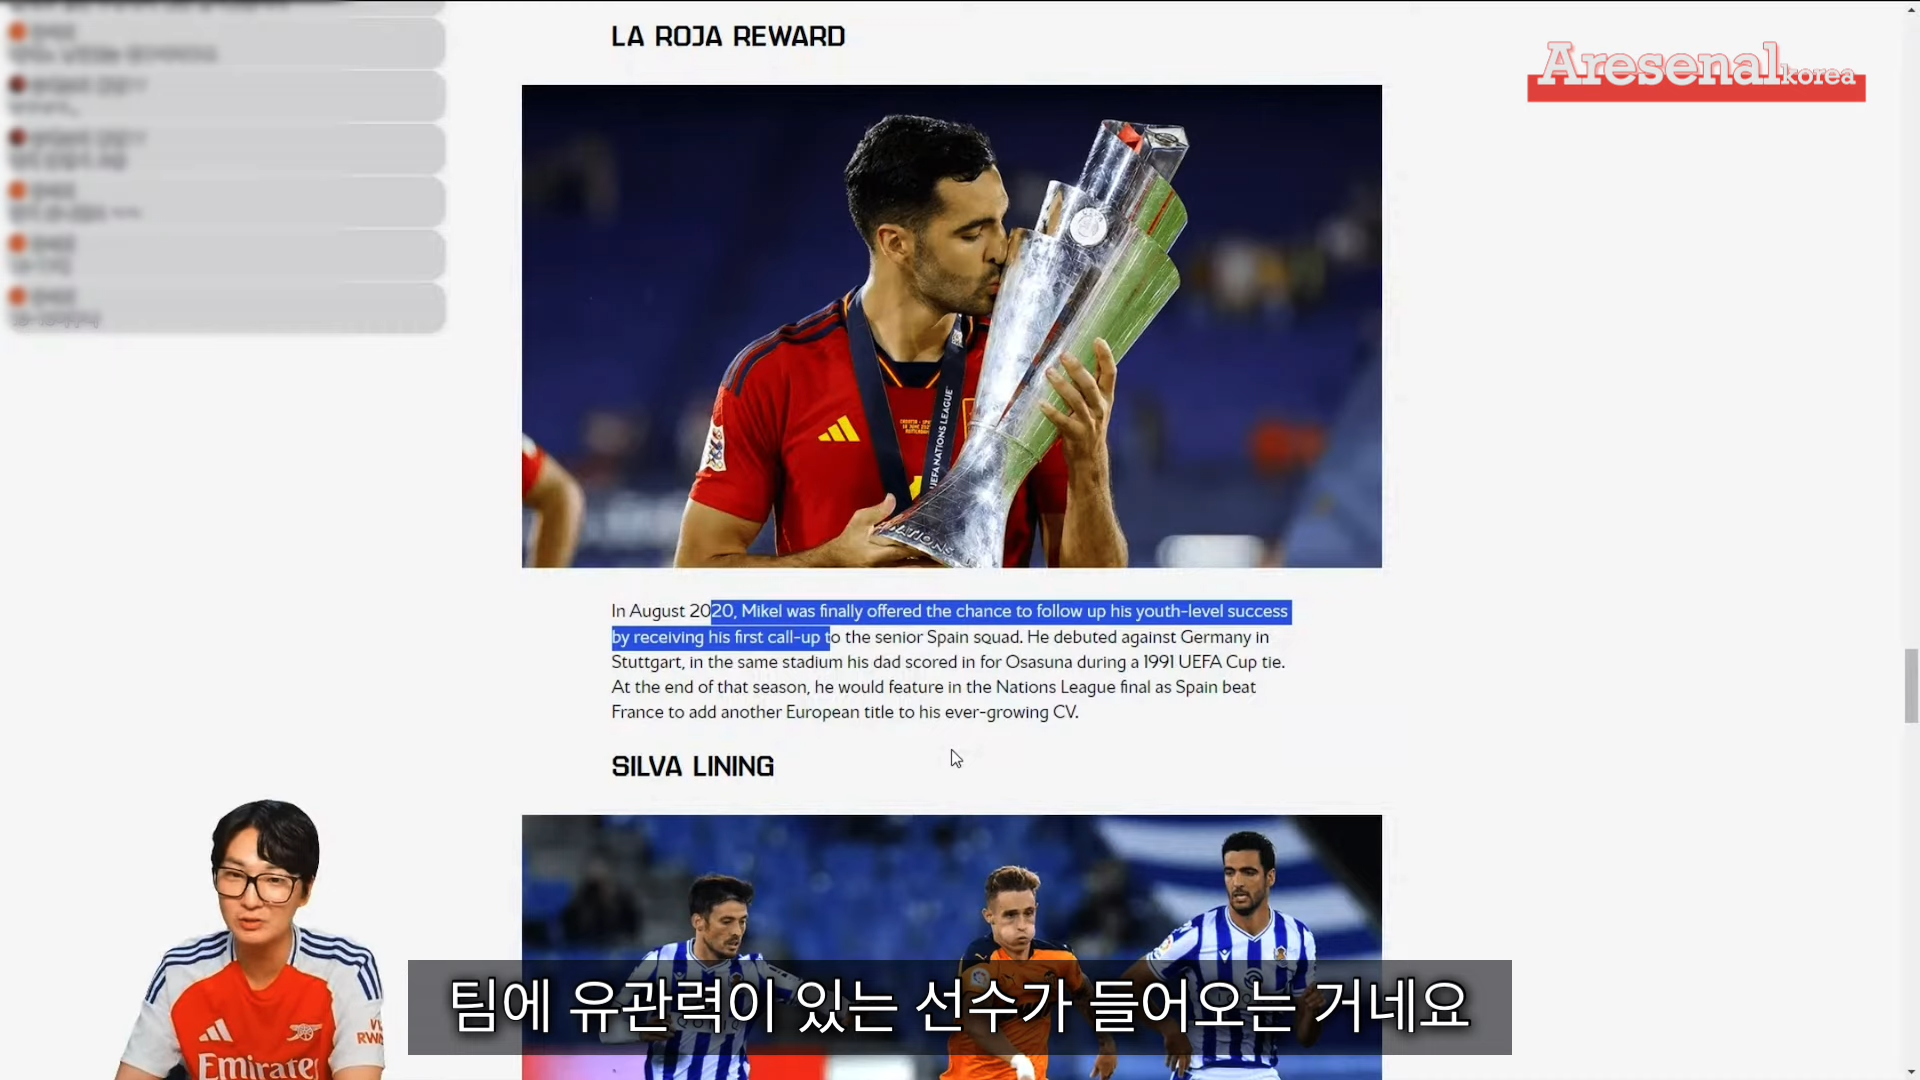 LA ROJA REWARD
Aresenal korea
UEFA NATIONS LEAGUE
NATIONS
In August 2020, Mikel was finally offered the chance to follow up his youth-level success
by receiving his first call-up to the senior Spain squad. He debuted against Germany in
Stuttgart, in the same stadium his dad scored in for Osasuna during a 1991 UEFA Cup tie.
At the end of that season, he would feature in the Nations League final as Spain beat
France to add another European title to his ever-growing CV.
SILVA LINING
팀에 유관력이 있는 선수가 들어오는 거네요
Emirates